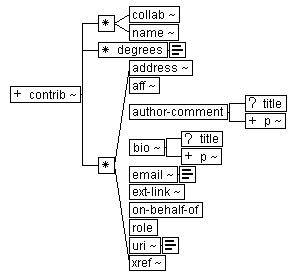 collab ~
* name ~
* degrees
address ~
aff ~
+ contrib ~
author-comment ? title
+ p ~
bio ~ ? title
+ p ~
*
email ~
ext-link ~
on-behalf-of
role
uri ~
xref ~